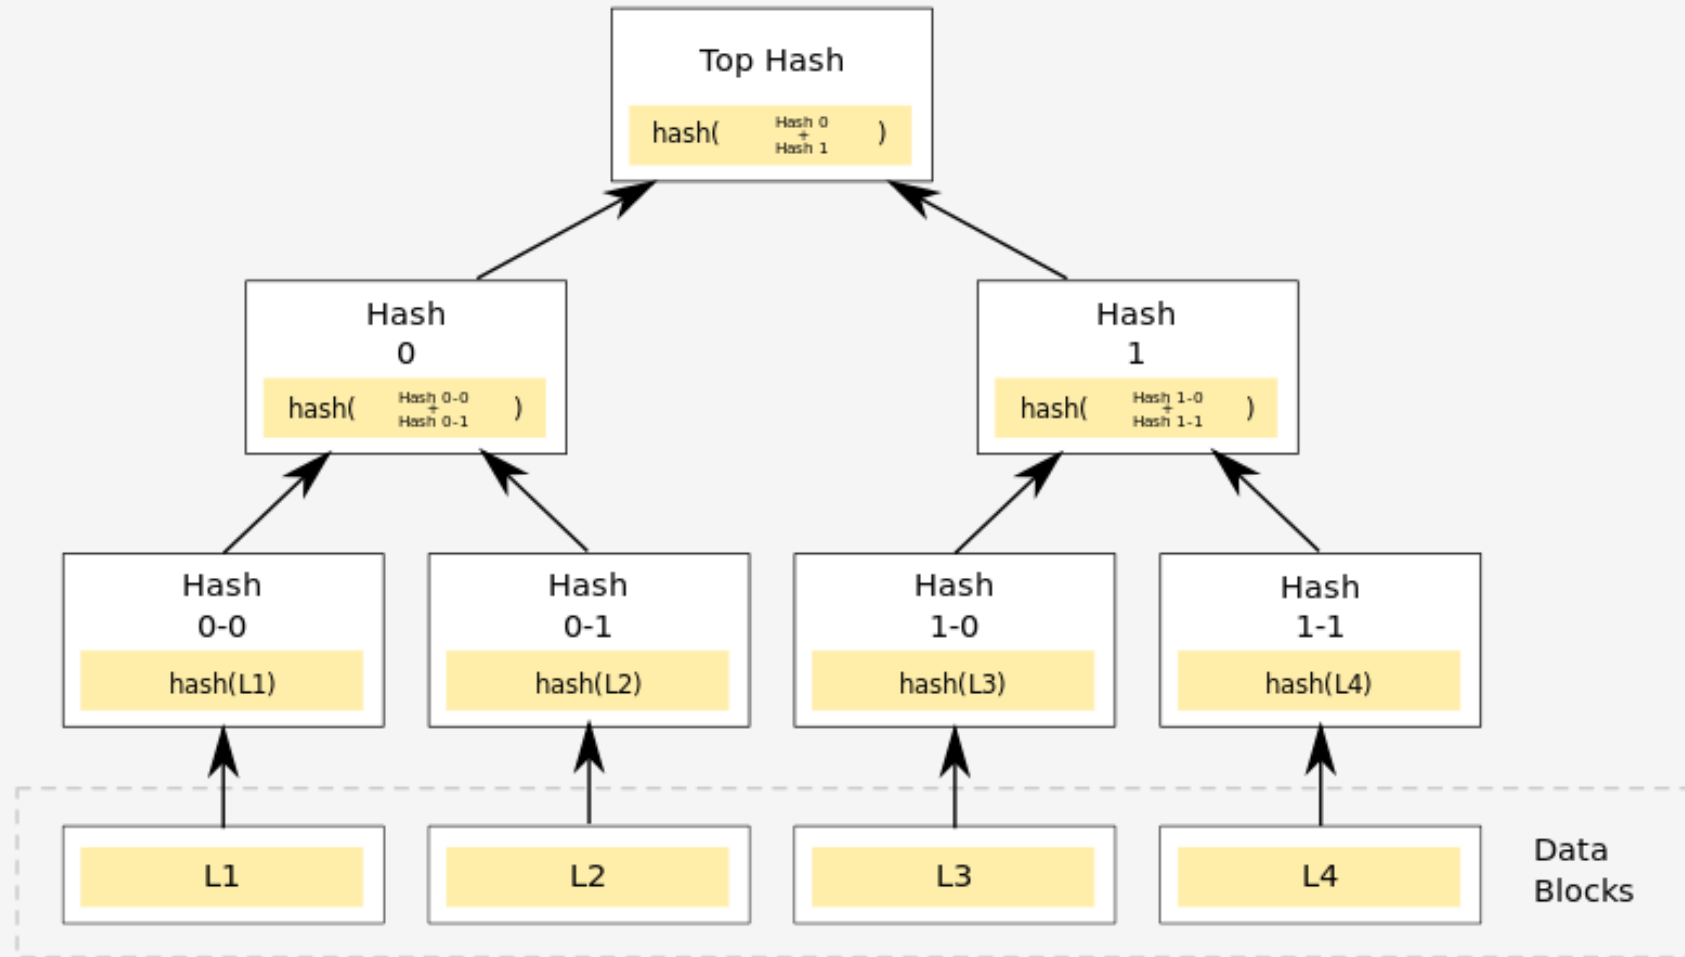 Top Hash
hash( Hash 0 + Hash 1 )
Hash
0
hash( Hash 0-0 + Hash 0-1 )
Hash
1
hash( Hash 1-0 + Hash 1-1 )
Hash
0-0
hash(L1)
Hash
0-1
hash(L2)
Hash
1-0
hash(L3)
Hash
1-1
hash(L4)
L1
L2
L3
L4
Data
Blocks